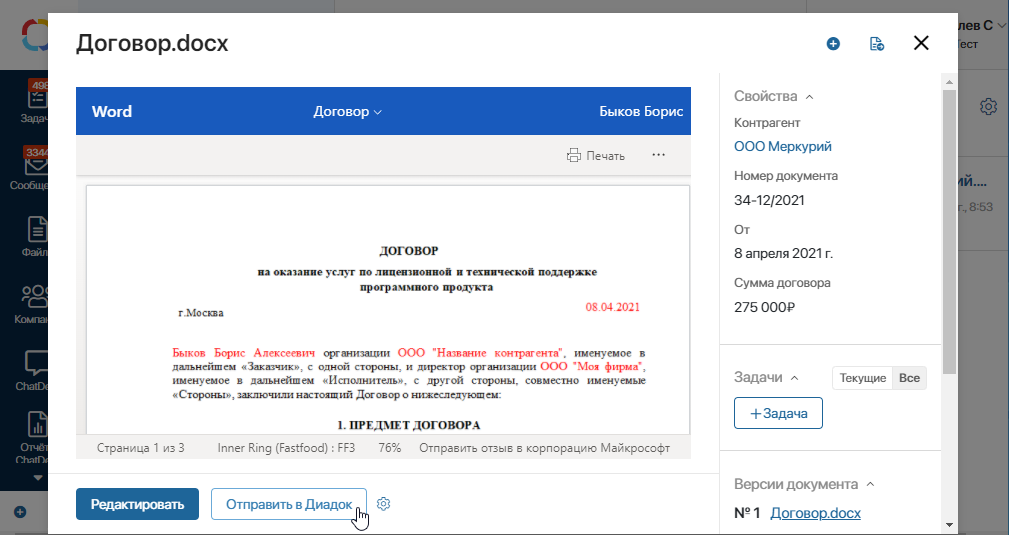 Договор.docx
лев С
Тест
498
Задач
3344
Сообще
Файл
Компан
ChatDe
Отчёт
ChatDe
ий....
г., 8:53
Word
Договор
Быков Борис
Печать
...
ДОГОВОР
на оказание услуг по лицензионной и технической поддержке
программного продукта
г.Москва
08.04.2021
Быков Борис Алексеевич организации ООО "Название контрагента", именуемое в
дальнейшем «Заказчик», с одной стороны, и директор организации ООО "Моя фирма",
именуемое в дальнейшем «Исполнитель», с другой стороны, совместно именуемые
«Стороны», заключили настоящий Договор о нижеследующем:
1. ПРЕДМЕТ ДОГОВОРА
Страница 1 из 3
Inner Ring (Fastfood) : FF3
76%
Отправить отзыв в корпорацию Майкрософт
Редактировать
Отправить в Диадок
Свойства
Контрагент
ООО Меркурий
Номер документа
34-12/2021
От
8 апреля 2021 г.
Сумма договора
275 000₽
Задачи
Текущие
Все
+Задача
Версии документа
№ 1 Договор.docx